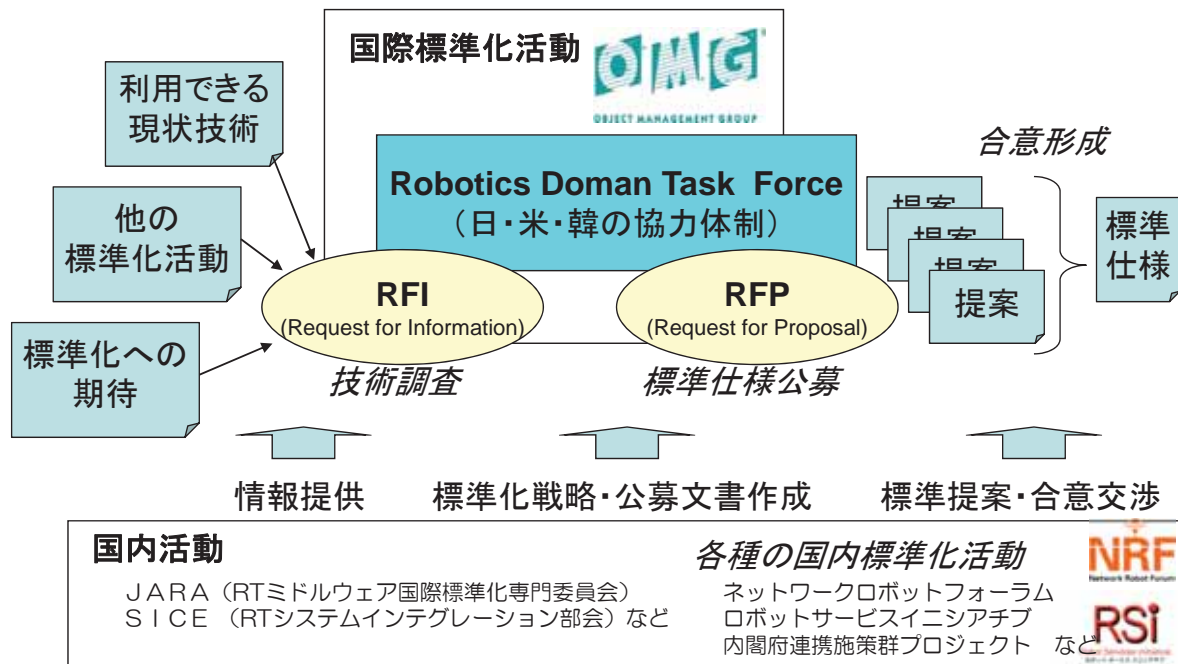 国際標準化活動
OMG
OBJECT MANAGEMENT GROUP
利用できる
現状技術
他の
標準化活動
標準化への
期待
Robotics Doman Task Force
（日・米・韓の協力体制）
RFI
(Request for Information)
技術調査
RFP
(Request for Proposal)
標準仕様公募
合意形成
提案
提案
提案
提案
標準
仕様
情報提供
標準化戦略・公募文書作成
標準提案・合意交渉
国内活動
ＪＡＲＡ（RTミドルウェア国際標準化専門委員会）
ＳＩＣＥ（RTシステムインテグレーション部会）など
各種の国内標準化活動
ネットワークロボットフォーラム
ロボットサービスイニシアチブ
内閣府連携施策群プロジェクト　など
NRF
Network Robot Forum
RSi